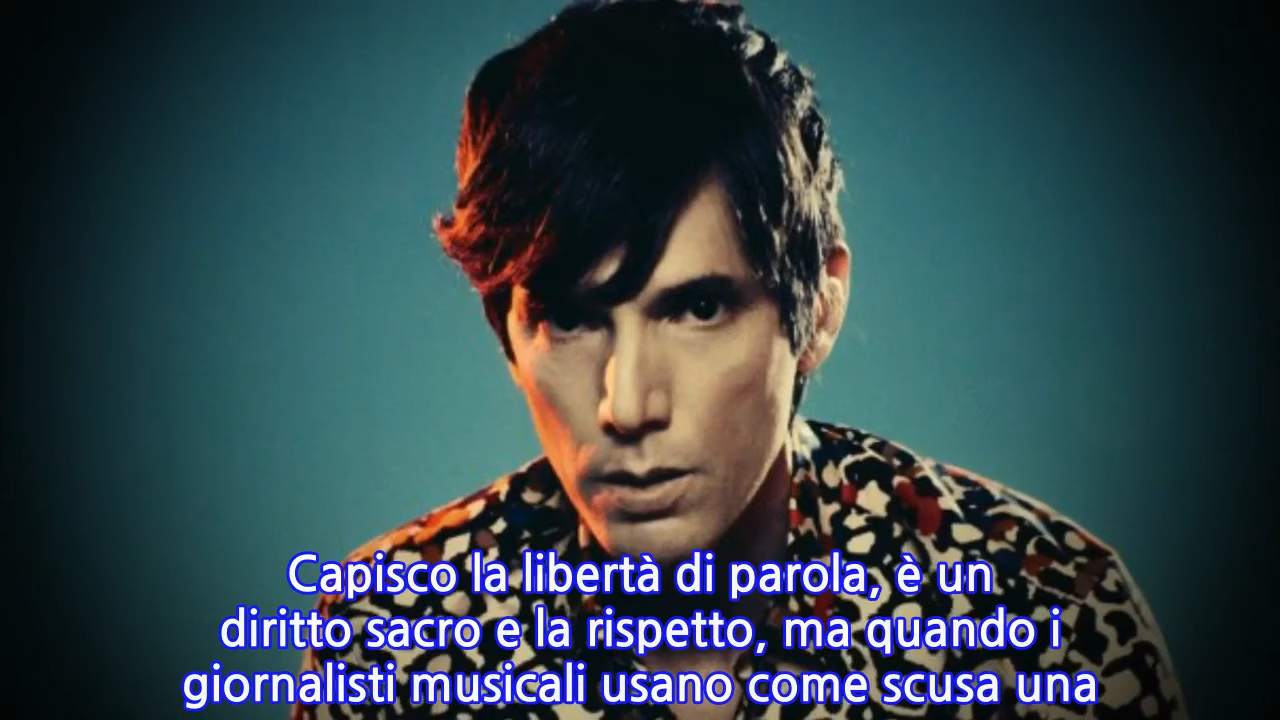 Capisco la libertà di parola, è un
diritto sacro e la rispetto, ma quando i
giornalisti musicali usano come scusa una